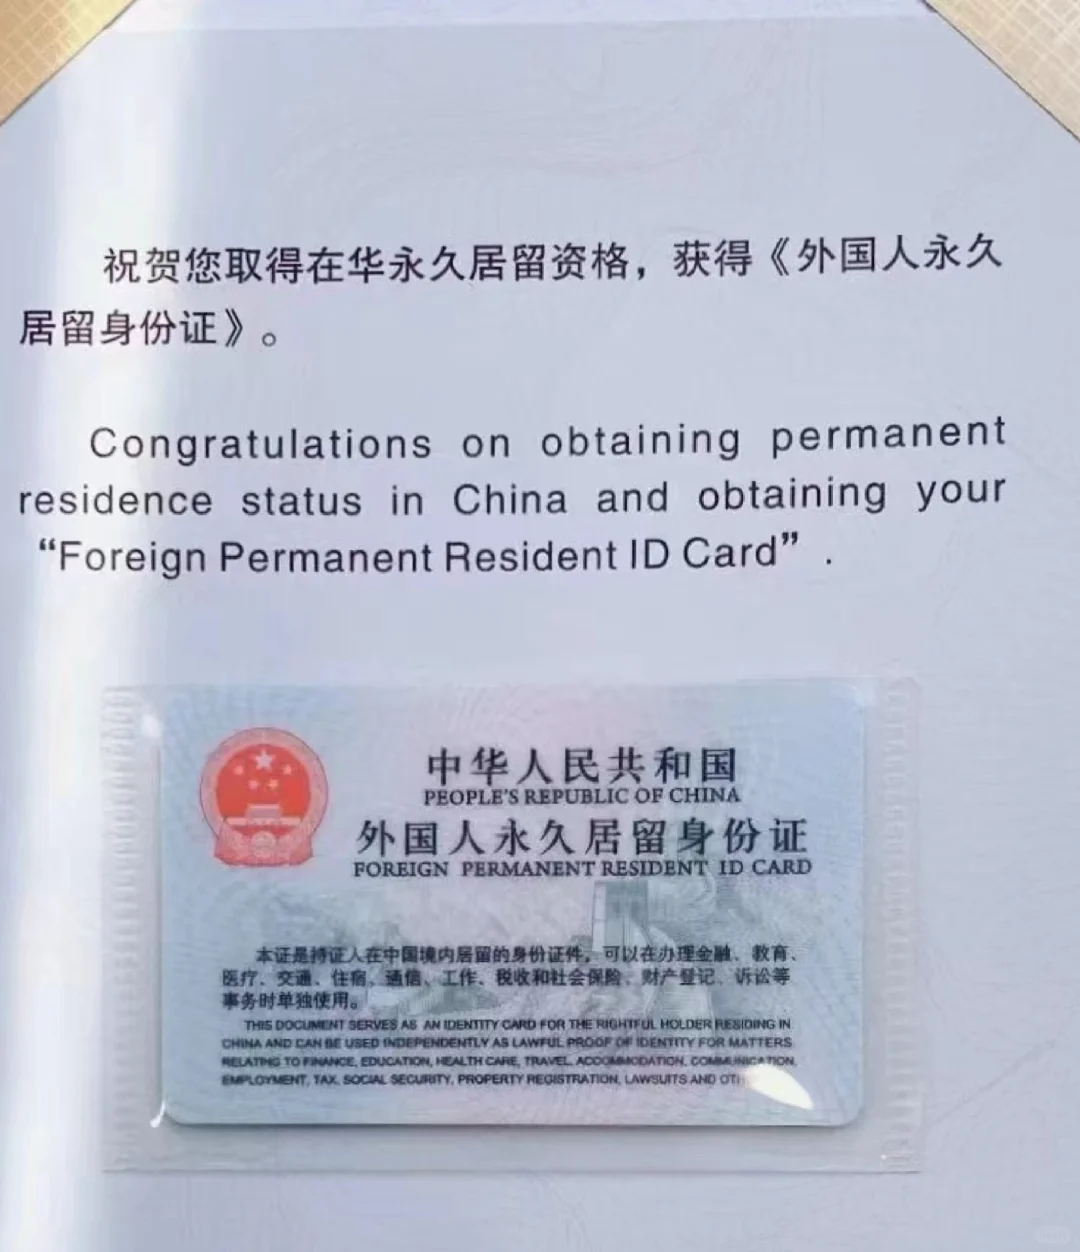 祝贺您取得在华永久居留资格，获得《外国人永久
居留身份证》。
Congratulations on obtaining permanent
residence status in China and obtaining your
“Foreign Permanent Resident ID Card”.
中华人民共和国
PEOPLE'S REPUBLIC OF CHINA
外国人永久居留身份证
FOREIGN PERMANENT RESIDENT ID CARD
本证是持证人在中国境内居留的身份证件，可以在办理金融、教育、
医疗、交通、住宿、通信、工作、税收和社会保险、财产登记、诉讼等
事务时单独使用。
THIS DOCUMENT SERVES AS AN IDENTITY CARD FOR THE RIGHTFUL HOLDER RESIDING IN
CHINA AND CAN BE USED INDEPENDENTLY AS LAWFUL PROOF OF IDENTITY FOR MATTERS
RELATING TO FINANCE, EDUCATION, HEALTH CARE, TRAVEL, ACCOMMODATION, COMMUNICATION,
EMPLOYMENT, TAX, SOCIAL SECURITY, PROPERTY REGISTRATION, LAWSUITS AND